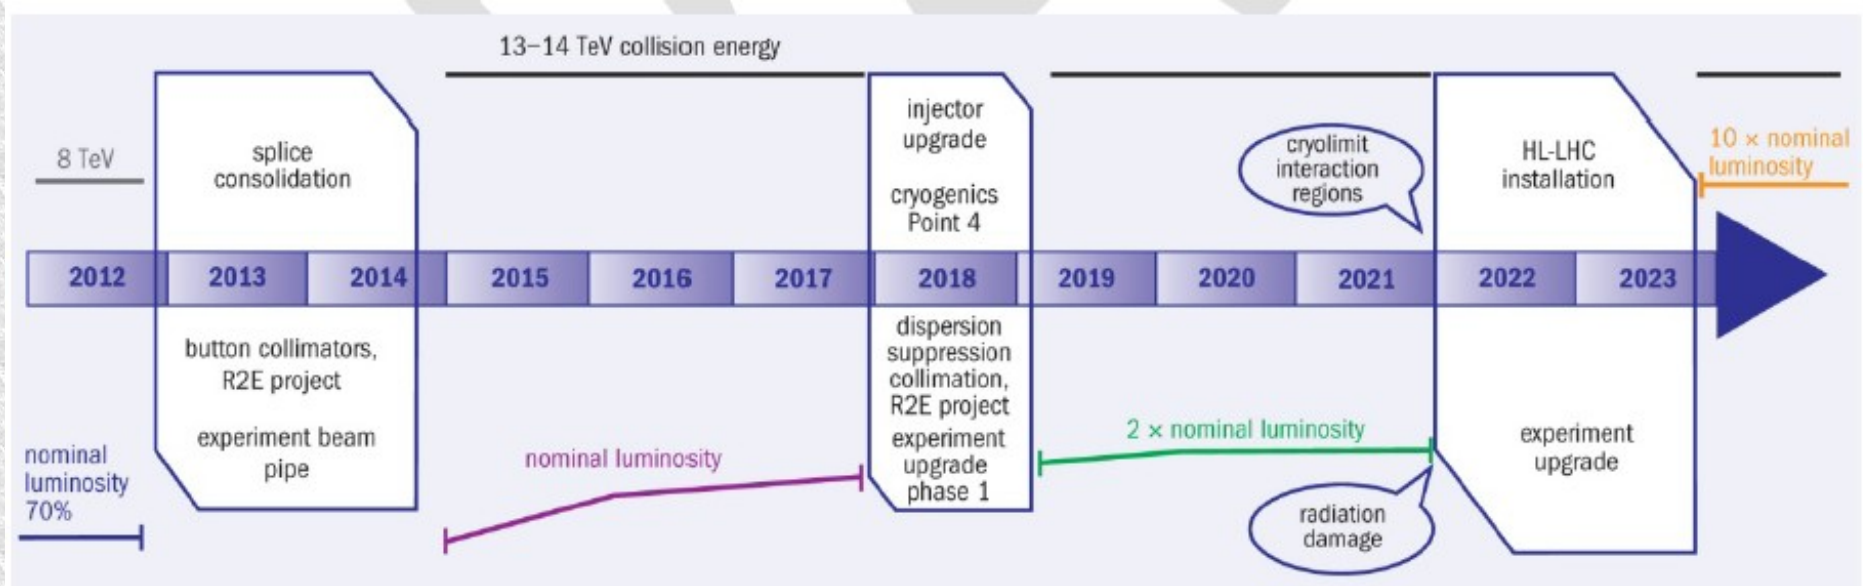 13–14 TeV collision energy
8 TeV
splice
consolidation
injector
upgrade
cryogenics
Point 4
cryolimit
interaction
regions
HL-LHC
installation
10 × nominal
luminosity
2012
2013
2014
2015
2016
2017
2018
2019
2020
2021
2022
2023
button collimators,
R2E project
experiment beam
pipe
nominal
luminosity
70%
nominal luminosity
dispersion
suppression
collimation,
R2E project
experiment
upgrade
phase 1
2 × nominal luminosity
radiation
damage
experiment
upgrade